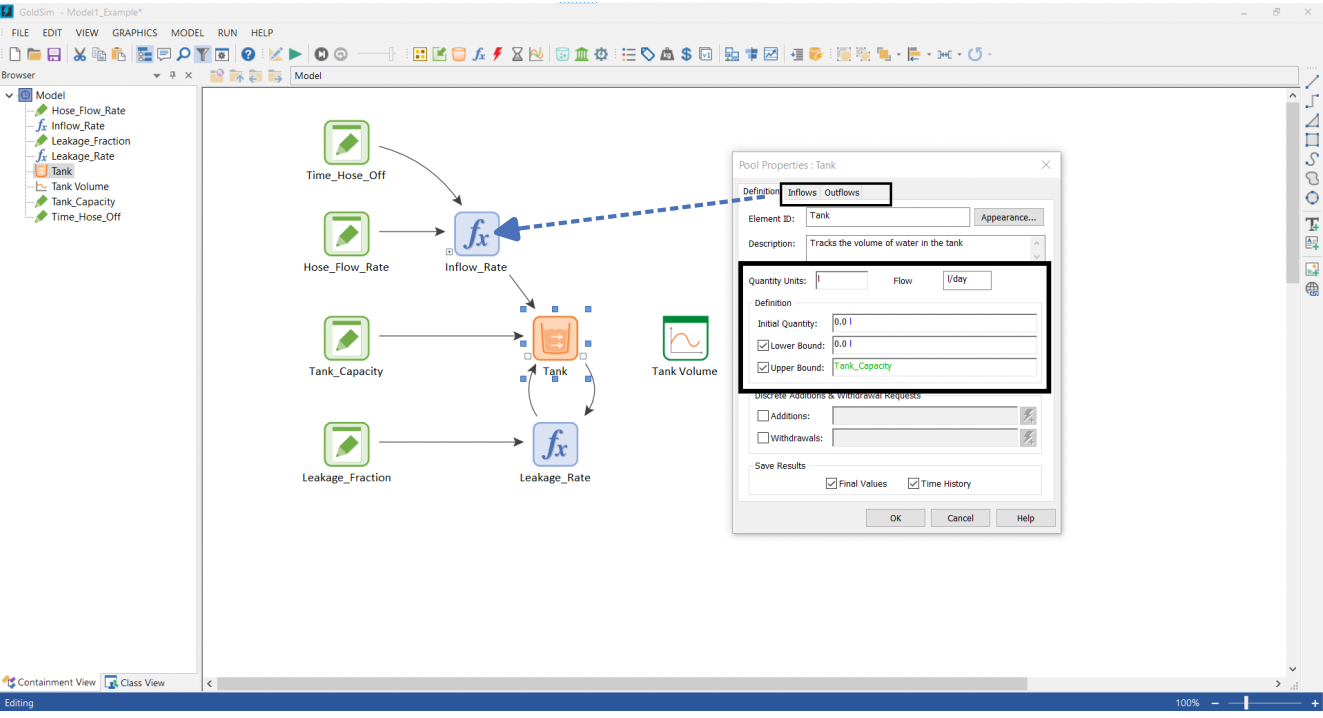 GoldSim - Model1_Example*
FILE EDIT VIEW GRAPHICS MODEL RUN HELP
Browser
Model
Model
Hose_Flow_Rate
Inflow_Rate
Leakage_Fraction
Leakage_Rate
Tank
Tank Volume
Tank_Capacity
Time_Hose_Off
Time_Hose_Off
Hose_Flow_Rate
Inflow_Rate
Tank_Capacity
Tank
Tank Volume
Leakage_Fraction
Leakage_Rate
Pool Properties : Tank
Definition Inflows Outflows
Element ID: Tank Appearance...
Description: Tracks the volume of water in the tank
Quantity Units: l Flow l/day
Definition
Initial Quantity: 0.0 l
Lower Bound: 0.0 l
Upper Bound: Tank_Capacity
Discrete Additions & Withdrawal Requests
Additions:
Withdrawals:
Save Results
Final Values Time History
OK Cancel Help
Containment View Class View
Editing 100%